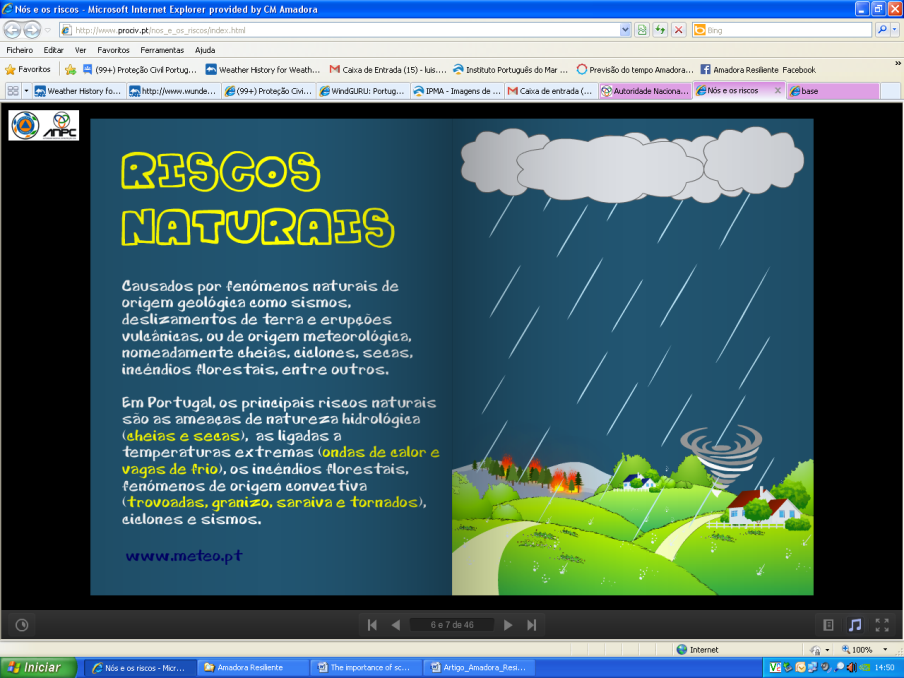 Nós e os riscos - Microsoft Internet Explorer provided by CM Amadora
http://www.prociv.pt/nos_e_os_riscos/index.html
Bing
Ficheiro Editar Ver Favoritos Ferramentas Ajuda
Favoritos (99+) Proteção Civil Portug... Weather History for Weath... Caixa de Entrada (15) - luis.... Instituto Português do Mar ... Previsão do tempo Amadora... Amadora Resiliente Facebook
Weather History fo... http://www.wunde... (99+) Proteção Civi... WindGURU: Portug... IPMA - Imagens de ... Caixa de entrada (... Autoridade Naciona... Nós e os riscos base
ANPC
RISCOS
NATURAIS
Causados por fenómenos naturais de
origem geológica como sismos,
deslizamentos de terra e erupções
vulcânicas, ou de origem meteorológica,
nomeadamente cheias, ciclones, secas,
incêndios florestais, entre outros.
Em Portugal, os principais riscos naturais
são as ameaças de natureza hidrológica
(cheias e secas), as ligadas a
temperaturas extremas (ondas de calor e
vagas de frio), os incêndios florestais,
fenómenos de origem convectiva
(trovoadas, granizo, saraiva e tornados),
ciclones e sismos.
www.meteo.pt
6 e 7 de 46
Internet 100%
Iniciar Nós e os riscos - Micr... Amadora Resiliente The importance of sc... Artigo_Amadora_Resi... 14:50